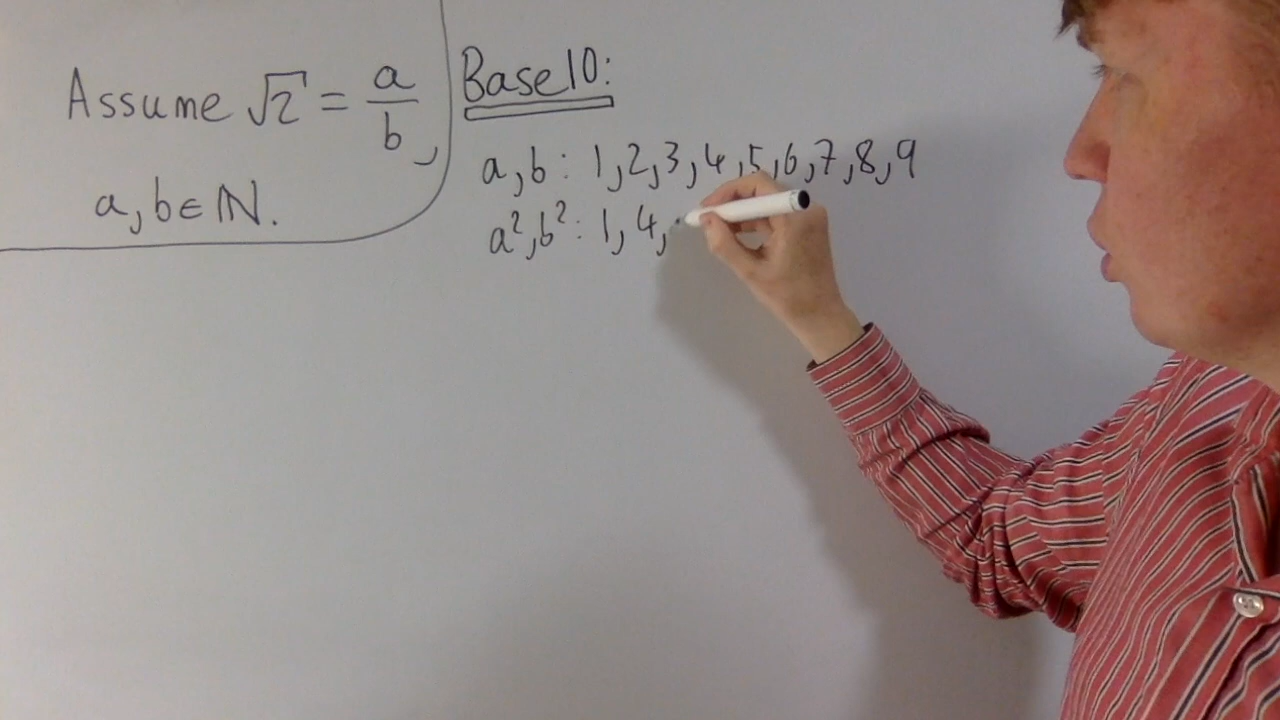 Assume √2 = a/b,
a, b ∈ ℕ.
Base 10:
a, b : 1, 2, 3, 4, 5, 6, 7, 8, 9
a², b² : 1, 4,